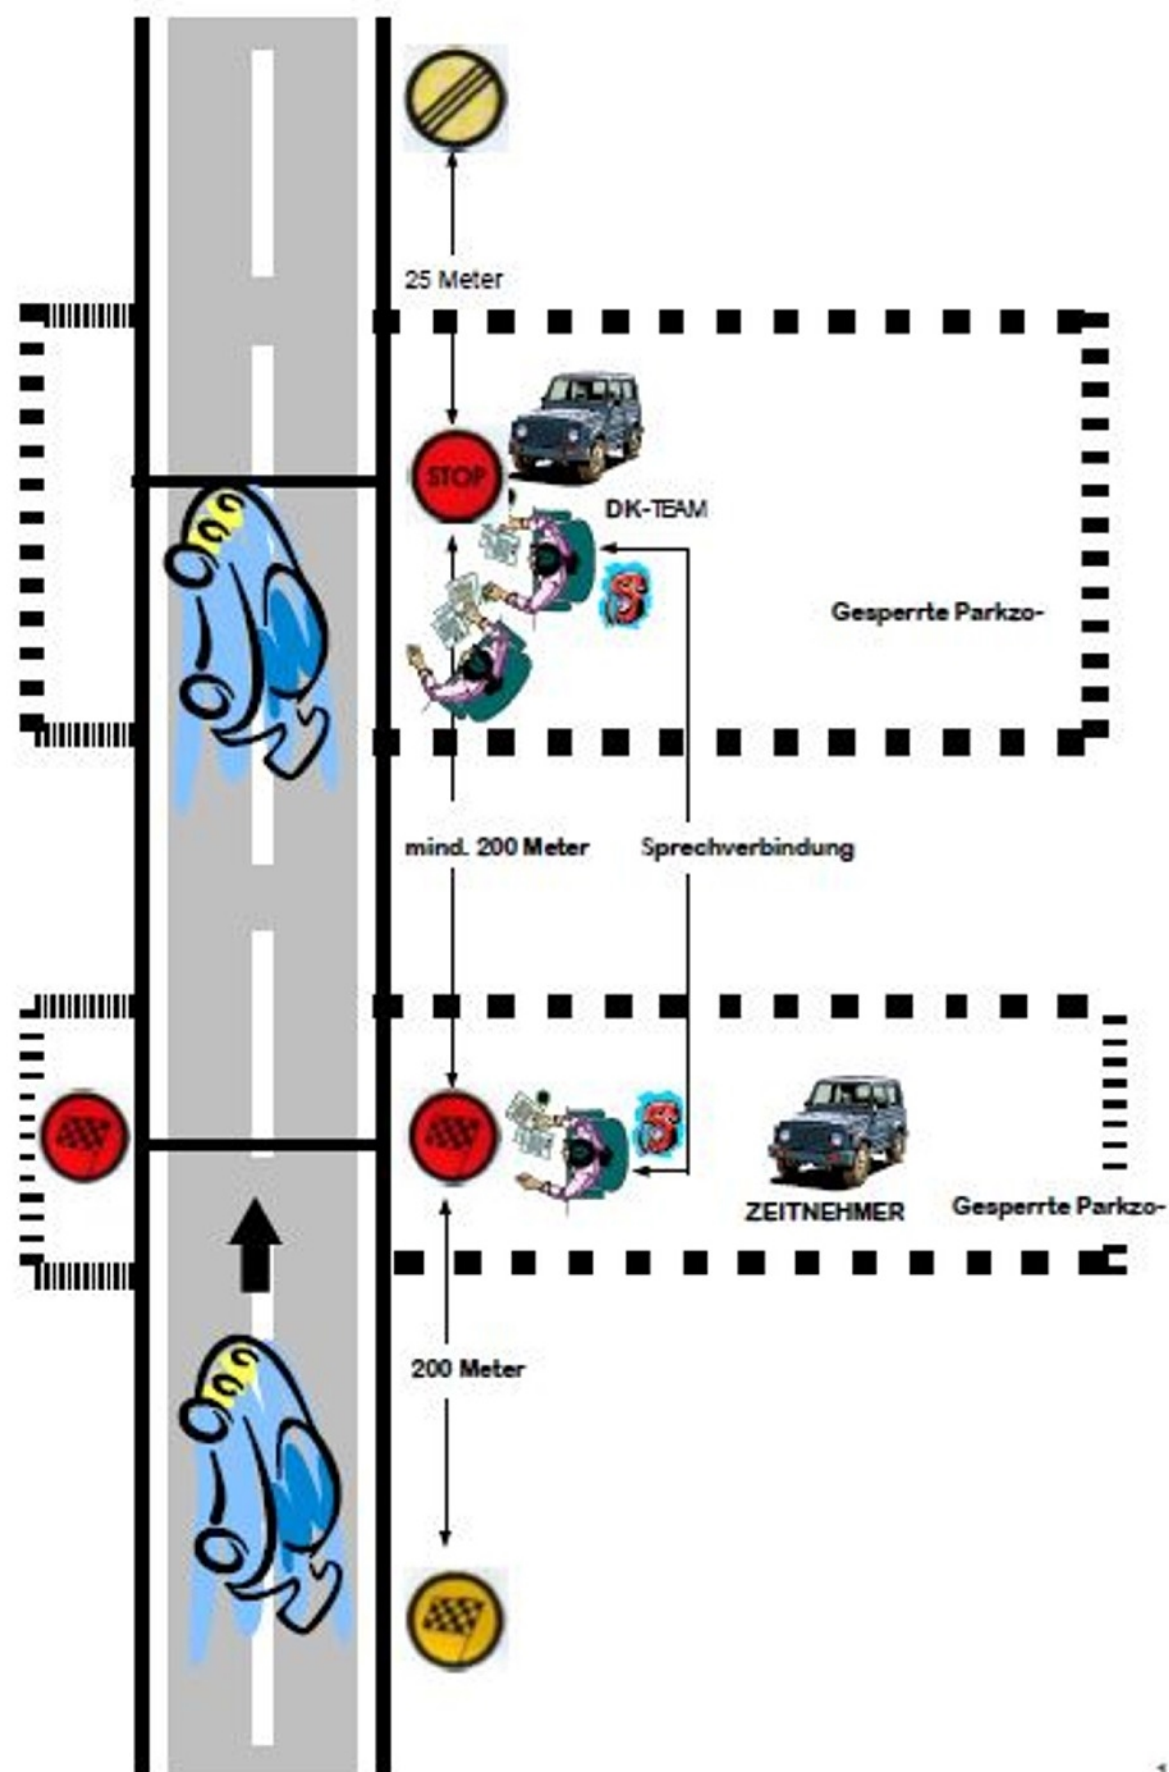 25 Meter
STOP
DK-TEAM
Gesperrte Parkzo-
mind. 200 Meter
Sprechverbindung
ZEITNEHMER
Gesperrte Parkzo-
200 Meter